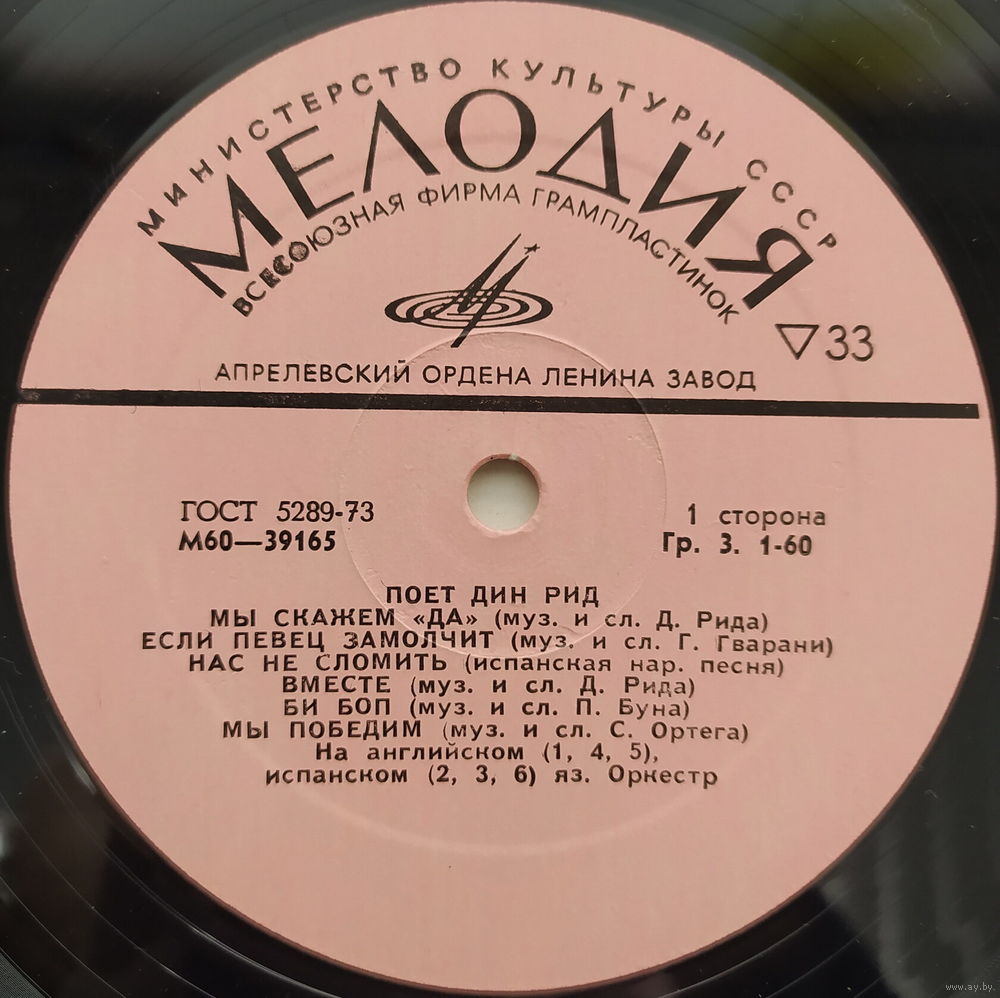 МИНИСТЕРСТВО КУЛЬТУРЫ СССР
МЕЛОДИЯ
ВСЕСОЮЗНАЯ ФИРМА ГРАМПЛАСТИНОК
▽33
АПРЕЛЕВСКИЙ ОРДЕНА ЛЕНИНА ЗАВОД
ГОСТ 5289-73
М60—39165
1 сторона
Гр. 3. 1-60
ПОЕТ ДИН РИД
МЫ СКАЖЕМ «ДА» (муз. и сл. Д. Рида)
ЕСЛИ ПЕВЕЦ ЗАМОЛЧИТ (муз. и сл. Г. Гварани)
НАС НЕ СЛОМИТЬ (испанская нар. песня)
ВМЕСТЕ (муз. и сл. Д. Рида)
БИ БОП (муз. и сл. П. Буна)
МЫ ПОБЕДИМ (муз. и сл. С. Ортега)
На английском (1, 4, 5),
испанском (2, 3, 6) яз. Оркестр
www.ay.by